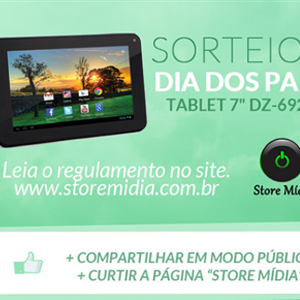 SORTEIO
DIA DOS PA
TABLET 7" DZ-692
Leia o regulamento no site.
www.storemidia.com.br
Store Míd
+ COMPARTILHAR EM MODO PÚBLIC
+ CURTIR A PÁGINA "STORE MÍDIA"